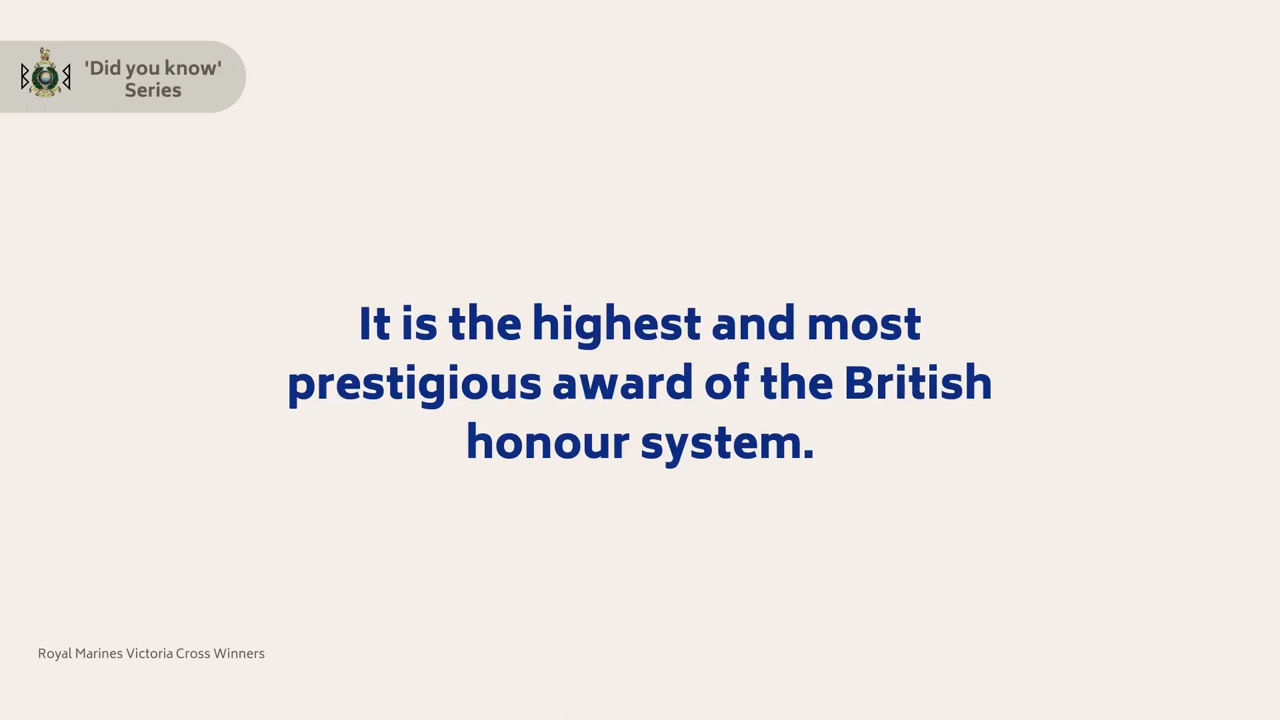 'Did you know'
Series
It is the highest and most
prestigious award of the British
honour system.
Royal Marines Victoria Cross Winners